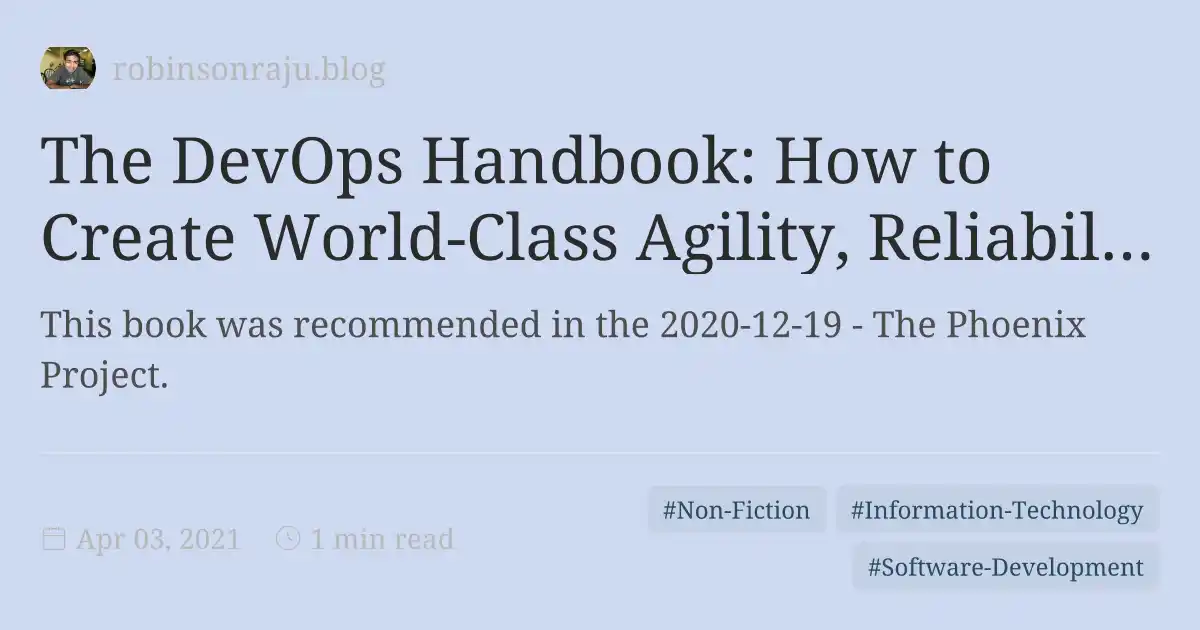 robinsonraju.blog
The DevOps Handbook: How to
Create World-Class Agility, Reliabil...
This book was recommended in the 2020-12-19 - The Phoenix
Project.
#Non-Fiction #Information-Technology
Apr 03, 2021 1 min read
#Software-Development